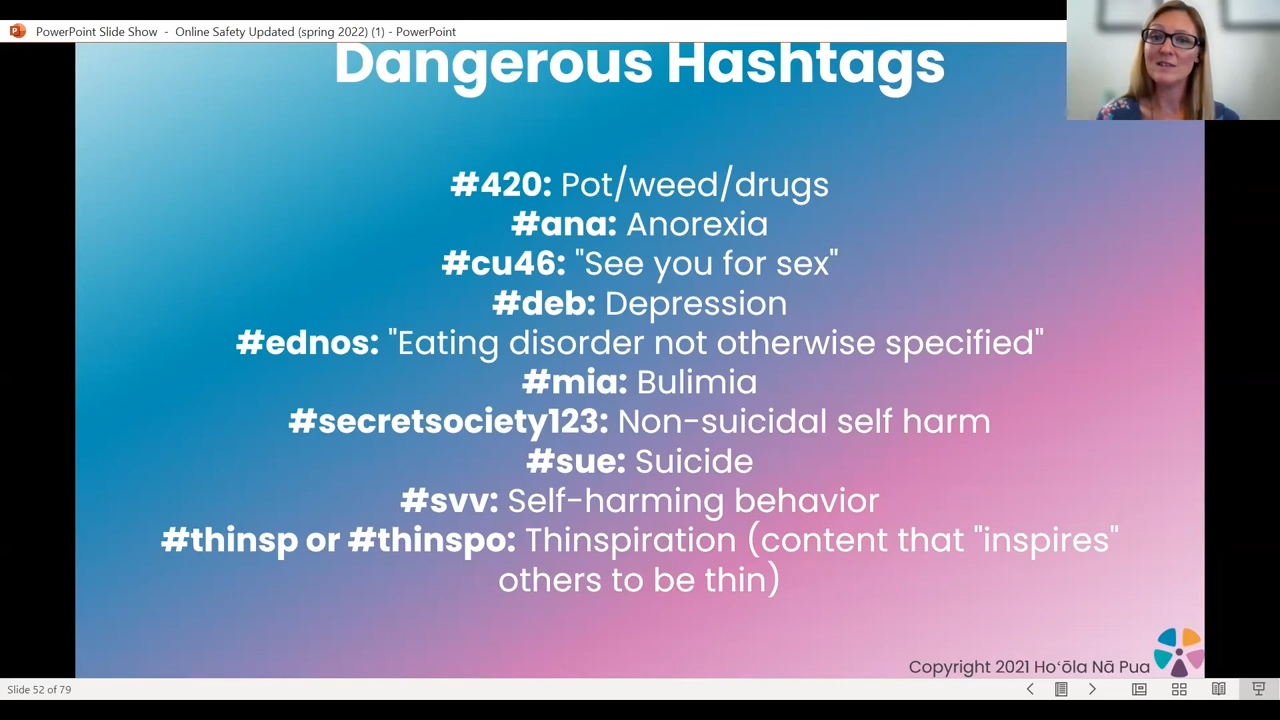 PowerPoint Slide Show - Online Safety Updated (spring 2022) (1) - PowerPoint
Dangerous Hashtags
#420: Pot/weed/drugs
#ana: Anorexia
#cu46: "See you for sex"
#deb: Depression
#ednos: "Eating disorder not otherwise specified"
#mia: Bulimia
#secretsociety123: Non-suicidal self harm
#sue: Suicide
#svv: Self-harming behavior
#thinsp or #thinspo: Thinspiration (content that "inspires"
others to be thin)
Copyright 2021 Hoʻōla Nā Pua
Slide 52 of 79